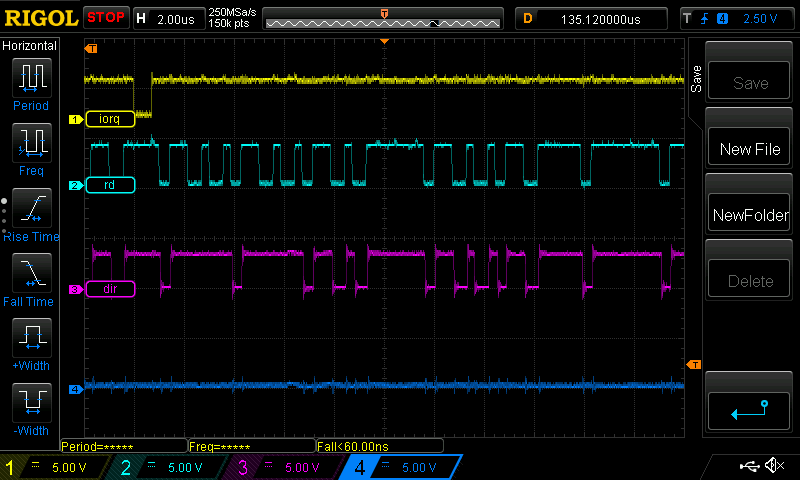 RIGOL STOP H 2.00us 250MSa/s 150k pts T D 135.120000us T 4 2.50 V
Horizontal
Period
Freq
Rise Time
Fall Time
+Width
-Width
T
1 iorq
2 rd
3 dir
4
T
Save
Save
New File
NewFolder
Delete
Period=***** Freq=***** Fall<60.00ns
1 5.00 V 2 5.00 V 3 5.00 V 4 5.00 V